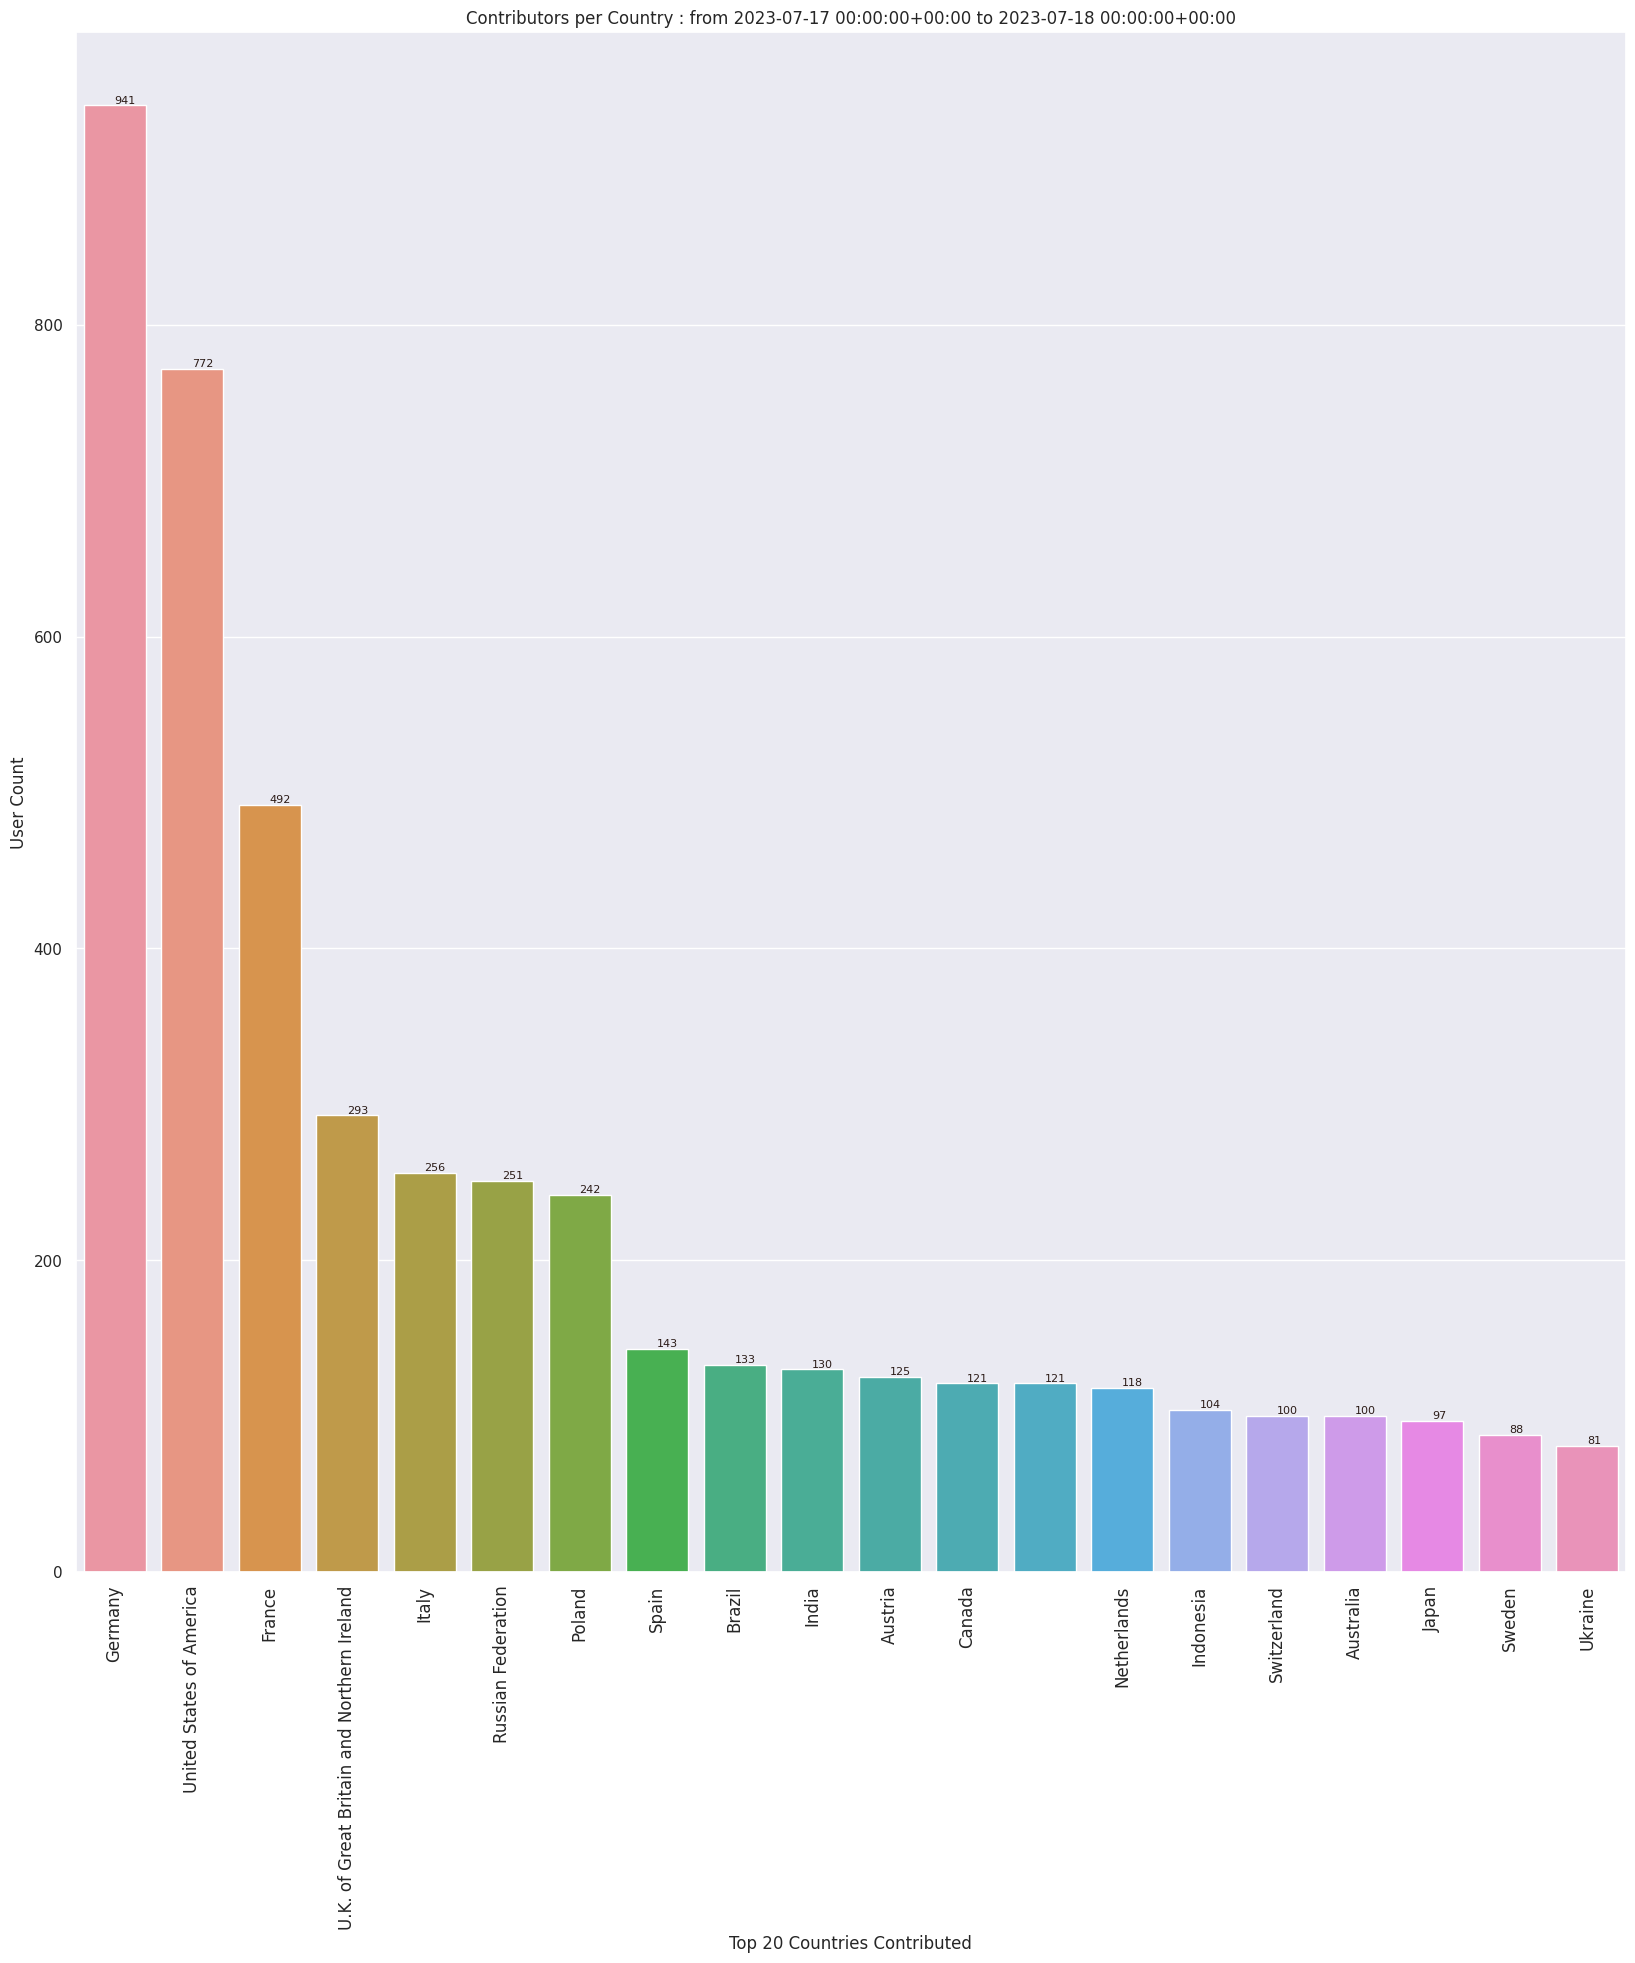 Contributors per Country : from 2023-07-17 00:00:00+00:00 to 2023-07-18 00:00:00+00:00
User Count
800
600
400
200
0
941
772
492
293
256
251
242
143
133
130
125
121
121
118
104
100
100
97
88
81
Germany
United States of America
France
U.K. of Great Britain and Northern Ireland
Italy
Russian Federation
Poland
Spain
Brazil
India
Austria
Canada
Netherlands
Indonesia
Switzerland
Australia
Japan
Sweden
Ukraine
Top 20 Countries Contributed